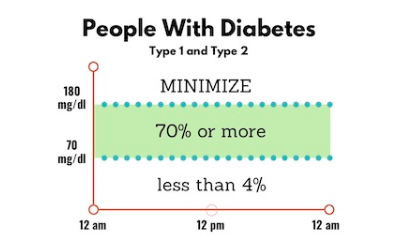 People With Diabetes
Type 1 and Type 2
MINIMIZE
180
mg/dl
70% or more
70
mg/dl
less than 4%
12 am
12 pm
12 am